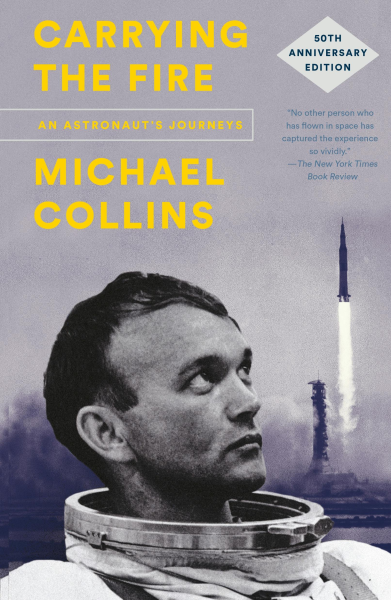 CARRYING
THE FIRE
50TH
ANNIVERSARY
EDITION
AN ASTRONAUT'S JOURNEYS
"No other person who
has flown in space has
captured the experience
so vividly."
—The New York Times
Book Review
MICHAEL
COLLINS